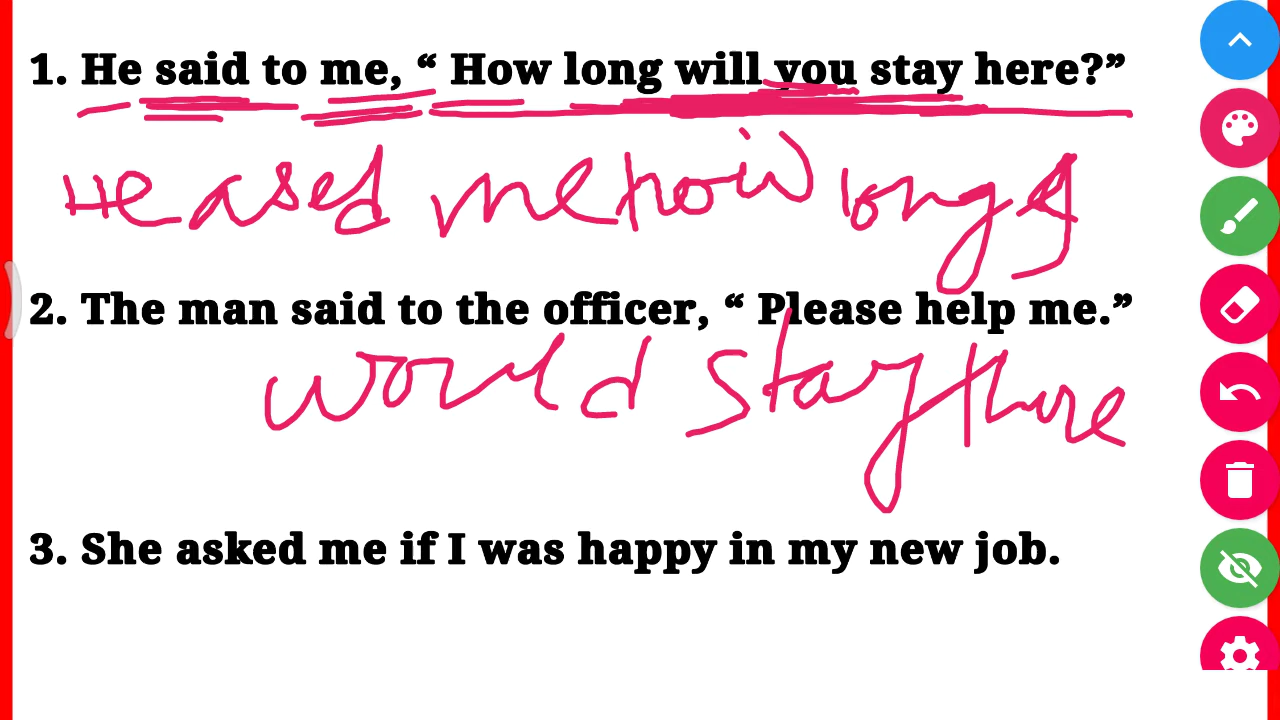 1. He said to me, “ How long will you stay here?”
He ased me how long I
2. The man said to the officer, “ Please help me.”
would stay there
3. She asked me if I was happy in my new job.